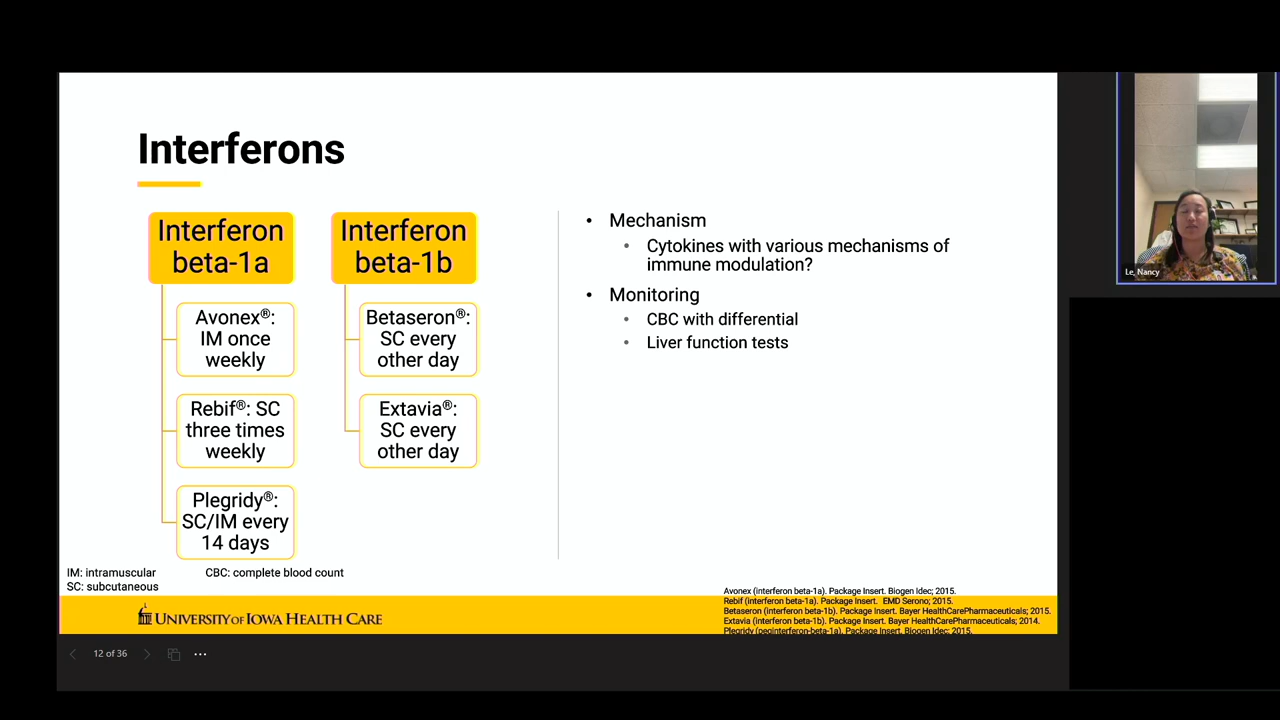 Interferons
Interferon
beta-1a
Avonex®:
IM once
weekly
Rebif®: SC
three times
weekly
Plegridy®:
SC/IM every
14 days
Interferon
beta-1b
Betaseron®:
SC every
other day
Extavia®:
SC every
other day
• Mechanism
• Cytokines with various mechanisms of
immune modulation?
• Monitoring
• CBC with differential
• Liver function tests
IM: intramuscular
SC: subcutaneous
CBC: complete blood count
Avonex (interferon beta-1a). Package Insert. Biogen Idec; 2015.
Rebif (interferon beta-1a). Package Insert. EMD Serono; 2015.
Betaseron (interferon beta-1b). Package Insert. Bayer HealthCarePharmaceuticals; 2015.
Extavia (interferon beta-1b). Package Insert. Bayer HealthCarePharmaceuticals; 2014.
Plegridy (peginterferon-beta-1a). Package Insert. Biogen Idec; 2015.
UNIVERSITY OF IOWA HEALTH CARE
12 of 36
Le, Nancy